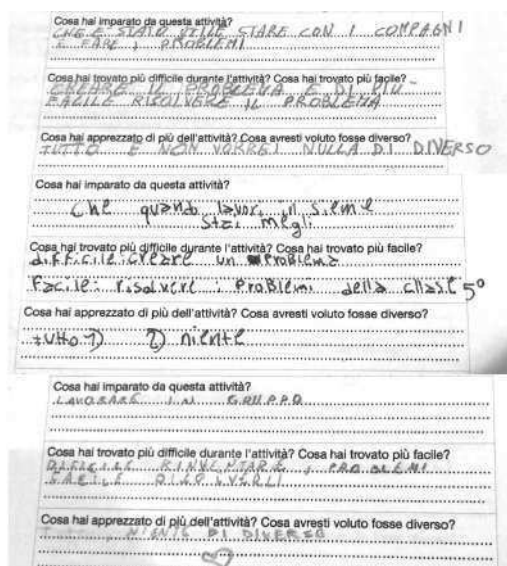 Cosa hai imparato da questa attività?
CHE E STATO UTILE STARE CON I COMPAGNI
E FARE I PROBLEMI
Cosa hai trovato più difficile durante l'attività? Cosa hai trovato più facile?
CREARE IL PROBLEMA E DI PIU
FACILE RISOLVERE IL PROBLEMA
Cosa hai apprezzato di più dell'attività? Cosa avresti voluto fosse diverso?
TUTTO E NON VORREI NULLA DI DIVERSO
Cosa hai imparato da questa attività?
Che quando lavori insieme
stai megli
Cosa hai trovato più difficile durante l'attività? Cosa hai trovato più facile?
difficile: creare un Problema
Facile: risolvere i Problemi della cllase 5°
Cosa hai apprezzato di più dell'attività? Cosa avresti voluto fosse diverso?
tutto 1) 2) niente
Cosa hai imparato da questa attività?
LAVORARE IN GRUPPO
Cosa hai trovato più difficile durante l'attività? Cosa hai trovato più facile?
DIFICILE RINVENTARE I PROBLEMI
FACILE RISOLVERLI
Cosa hai apprezzato di più dell'attività? Cosa avresti voluto fosse diverso?
NIENTE DI DIVERSO